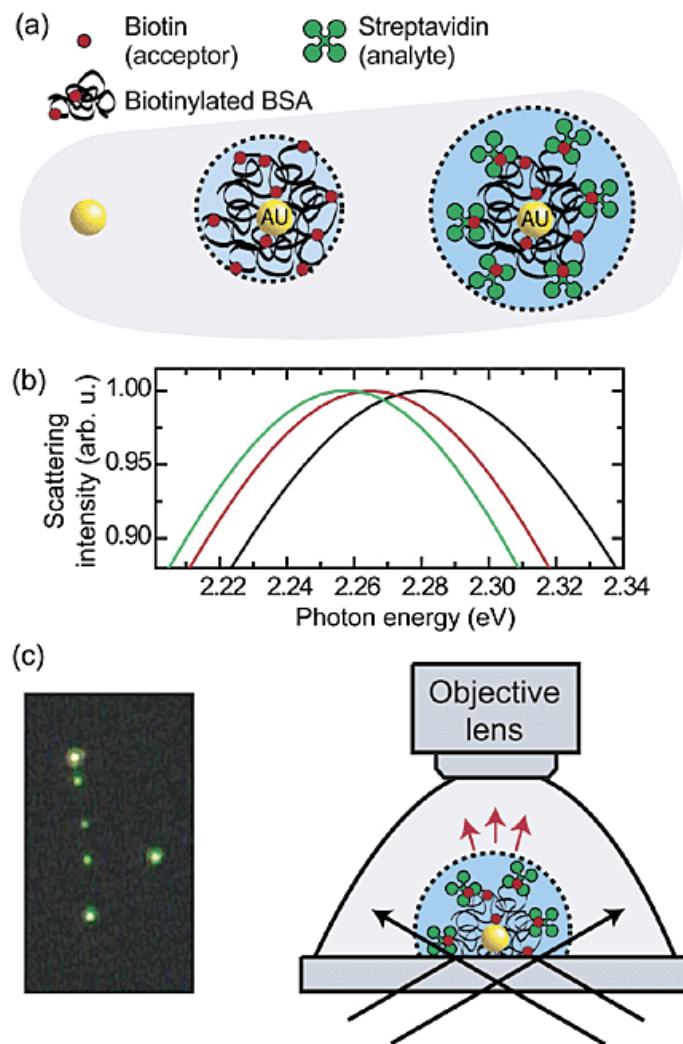 (a)
Biotin
(acceptor)
Streptavidin
(analyte)
Biotinylated BSA
AU
AU
(b)
Scattering
intensity (arb. u.)
1.00
0.95
0.90
2.22 2.24 2.26 2.28 2.30 2.32 2.34
Photon energy (eV)
(c)
Objective
lens